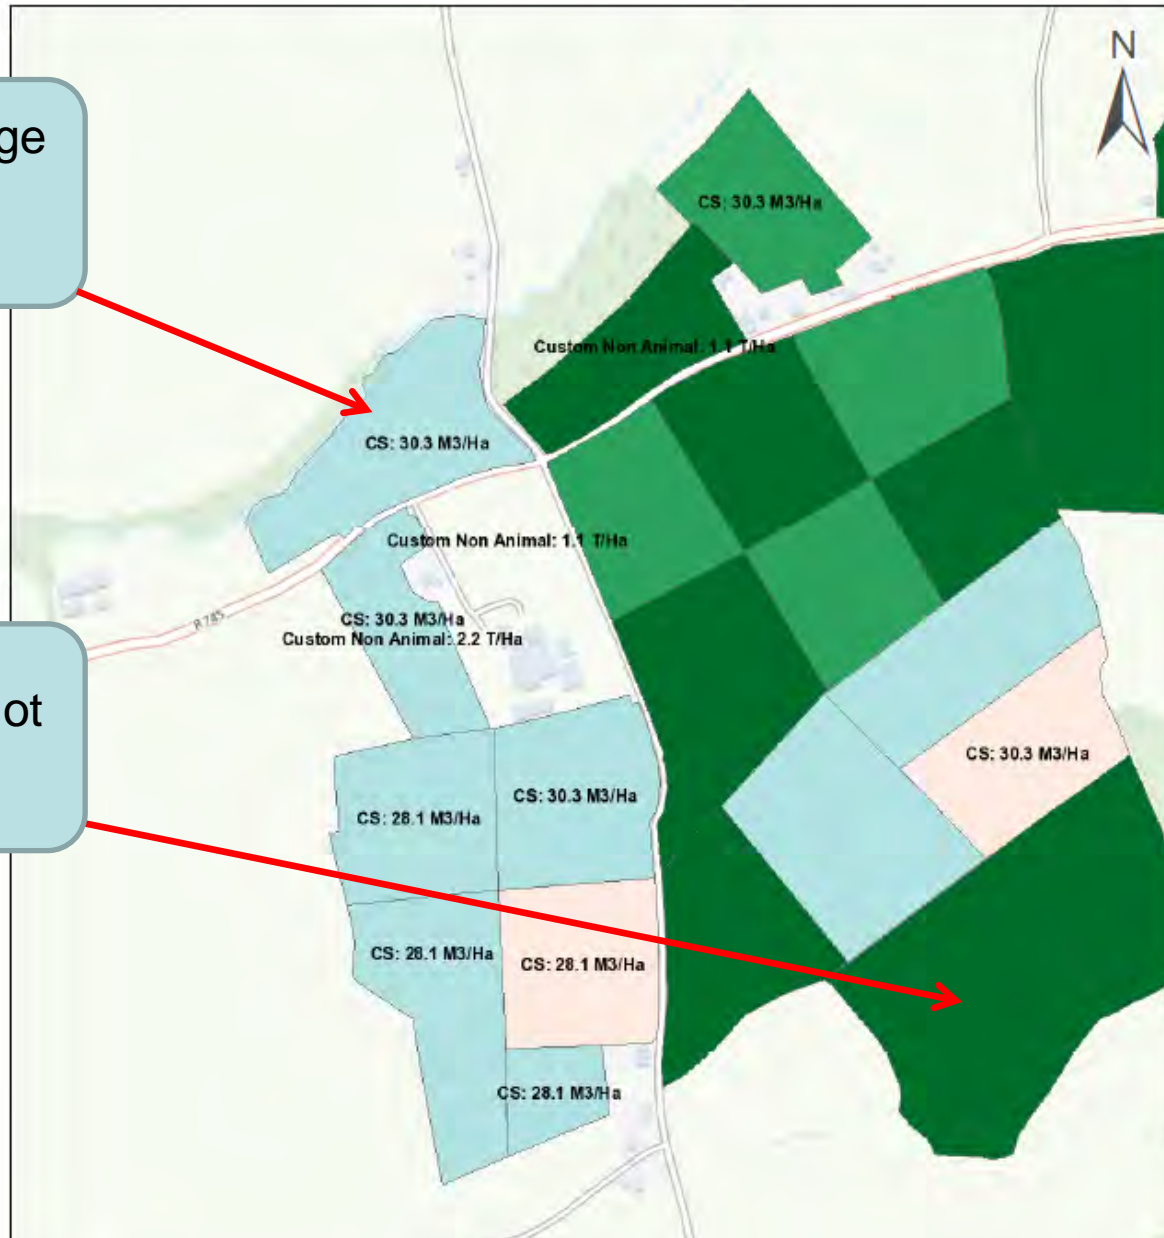 N
ge
CS: 30.3 M3/Ha
Custom Non Animal: 1.1 T/Ha
CS: 30.3 M3/Ha
Custom Non Animal: 1.1 T/Ha
R 745
CS: 30.3 M3/Ha
Custom Non Animal: 2.2 T/Ha
ot
CS: 30.3 M3/Ha
CS: 30.3 M3/Ha
CS: 28.1 M3/Ha
CS: 28.1 M3/Ha
CS: 28.1 M3/Ha
CS: 28.1 M3/Ha